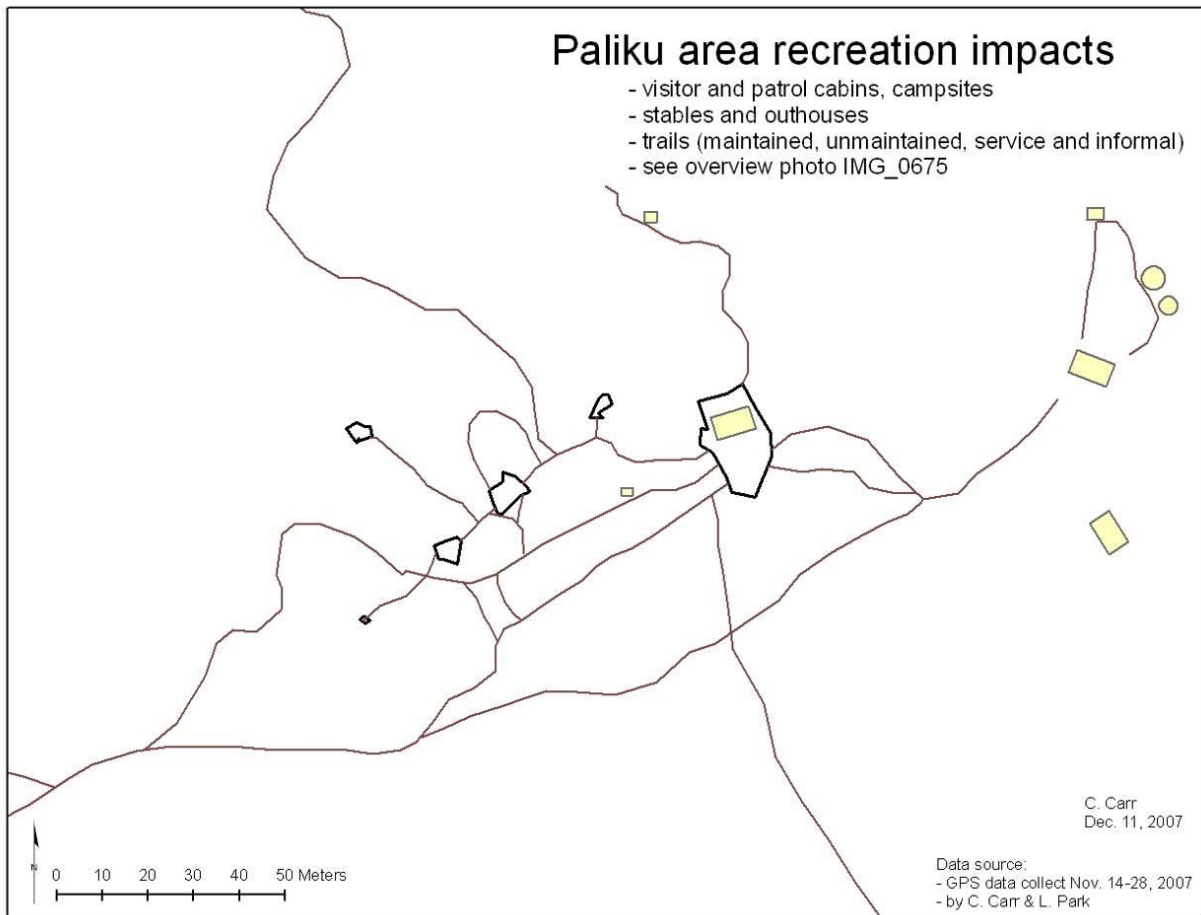 Paliku area recreation impacts
- visitor and patrol cabins, campsites
- stables and outhouses
- trails (maintained, unmaintained, service and informal)
- see overview photo IMG_0675
C. Carr
Dec. 11, 2007
N
0 10 20 30 40 50 Meters
Data source:
- GPS data collect Nov. 14-28, 2007
- by C. Carr & L. Park